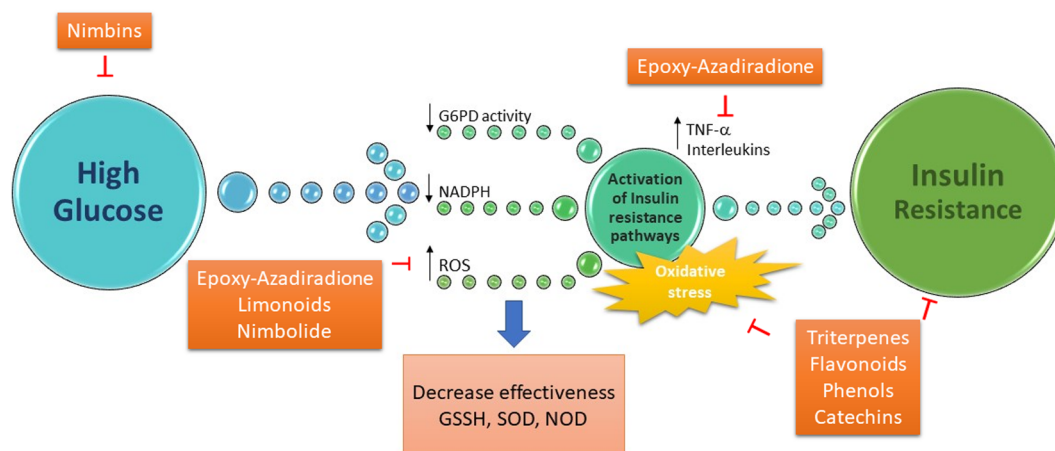 Nimbins
High
Glucose
Epoxy-Azadiradione
Limonoids
Nimbolide
G6PD activity
NADPH
ROS
Decrease effectiveness
GSSH, SOD, NOD
Activation
of Insulin
resistance
pathways
Oxidative
stress
Epoxy-Azadiradione
TNF-α
Interleukins
Insulin
Resistance
Triterpenes
Flavonoids
Phenols
Catechins